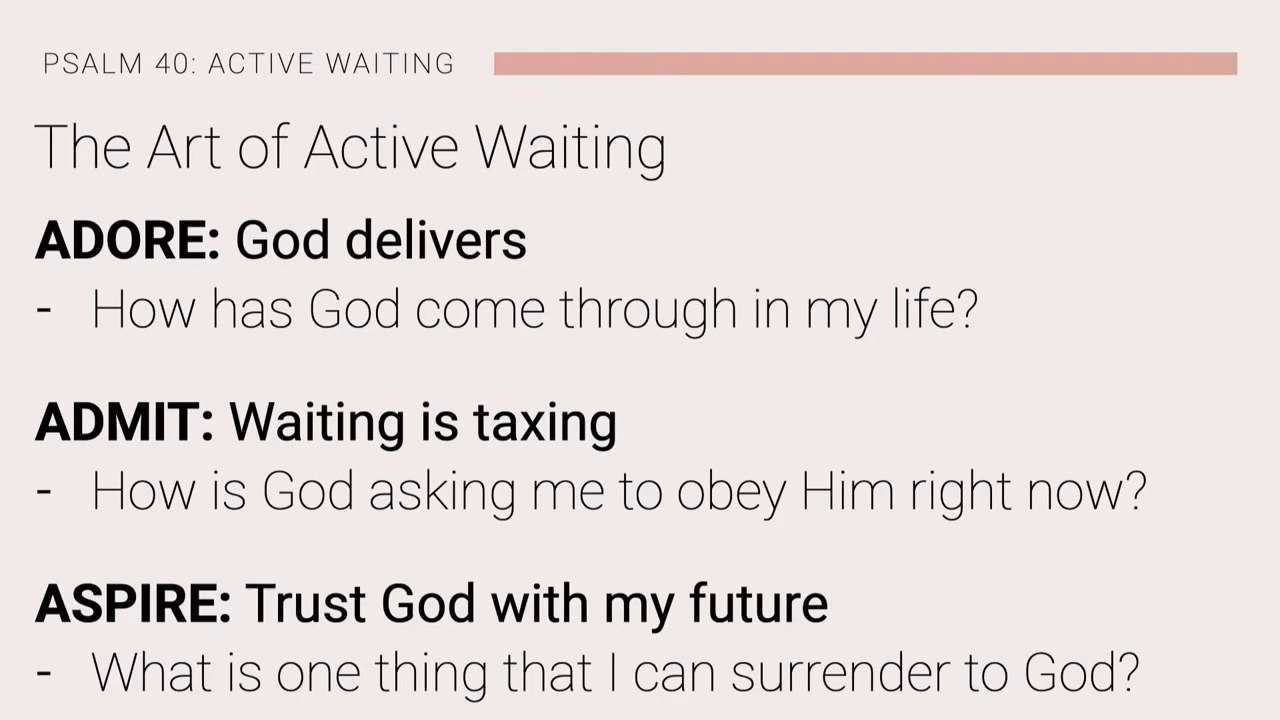 PSALM 40: ACTIVE WAITING
The Art of Active Waiting
ADORE: God delivers
- How has God come through in my life?
ADMIT: Waiting is taxing
- How is God asking me to obey Him right now?
ASPIRE: Trust God with my future
- What is one thing that I can surrender to God?